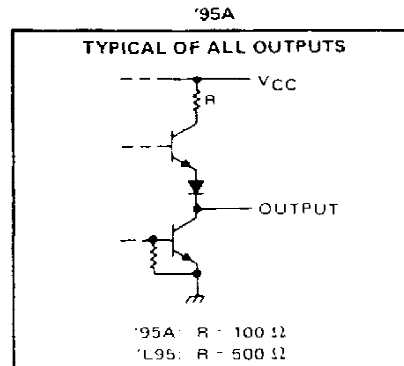 '95A
TYPICAL OF ALL OUTPUTS
VCC
R
OUTPUT
'95A: R - 100 Ω
'L95: R - 500 Ω